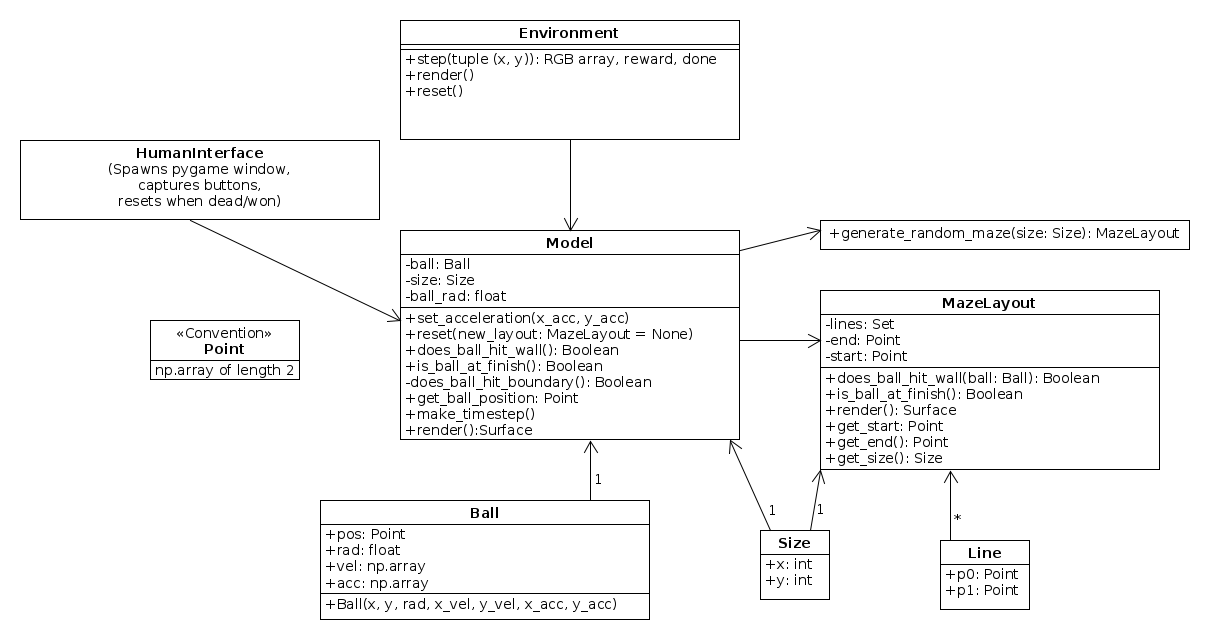 Environment
+step(tuple (x, y)): RGB array, reward, done
+render()
+reset()
HumanInterface
(Spawns pygame window,
captures buttons,
resets when dead/won)
Model
-ball: Ball
-size: Size
-ball_rad: float
+set_acceleration(x_acc, y_acc)
+reset(new_layout: MazeLayout = None)
+does_ball_hit_wall(): Boolean
+is_ball_at_finish(): Boolean
-does_ball_hit_boundary(): Boolean
+get_ball_position: Point
+make_timestep()
+render():Surface
+generate_random_maze(size: Size): MazeLayout
MazeLayout
-lines: Set
-end: Point
-start: Point
+does_ball_hit_wall(ball: Ball): Boolean
+is_ball_at_finish(): Boolean
+render(): Surface
+get_start: Point
+get_end(): Point
+get_size(): Size
«Convention»
Point
np.array of length 2
1
Ball
+pos: Point
+rad: float
+vel: np.array
+acc: np.array
+Ball(x, y, rad, x_vel, y_vel, x_acc, y_acc)
1
1
Size
+x: int
+y: int
*
Line
+p0: Point
+p1: Point